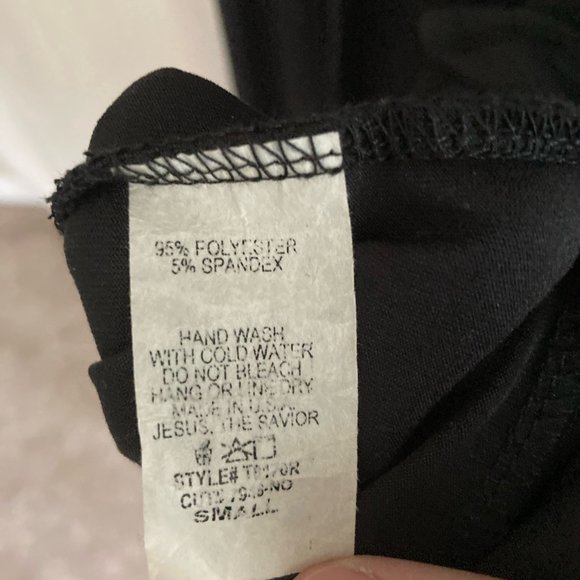 95% POLYESTER
5% SPANDEX
HAND WASH
WITH COLD WATER
DO NOT BLEACH
HANG OR LINE DRY
MADE IN U.S.A.
JESUS, THE SAVIOR
STYLE#
SMALL